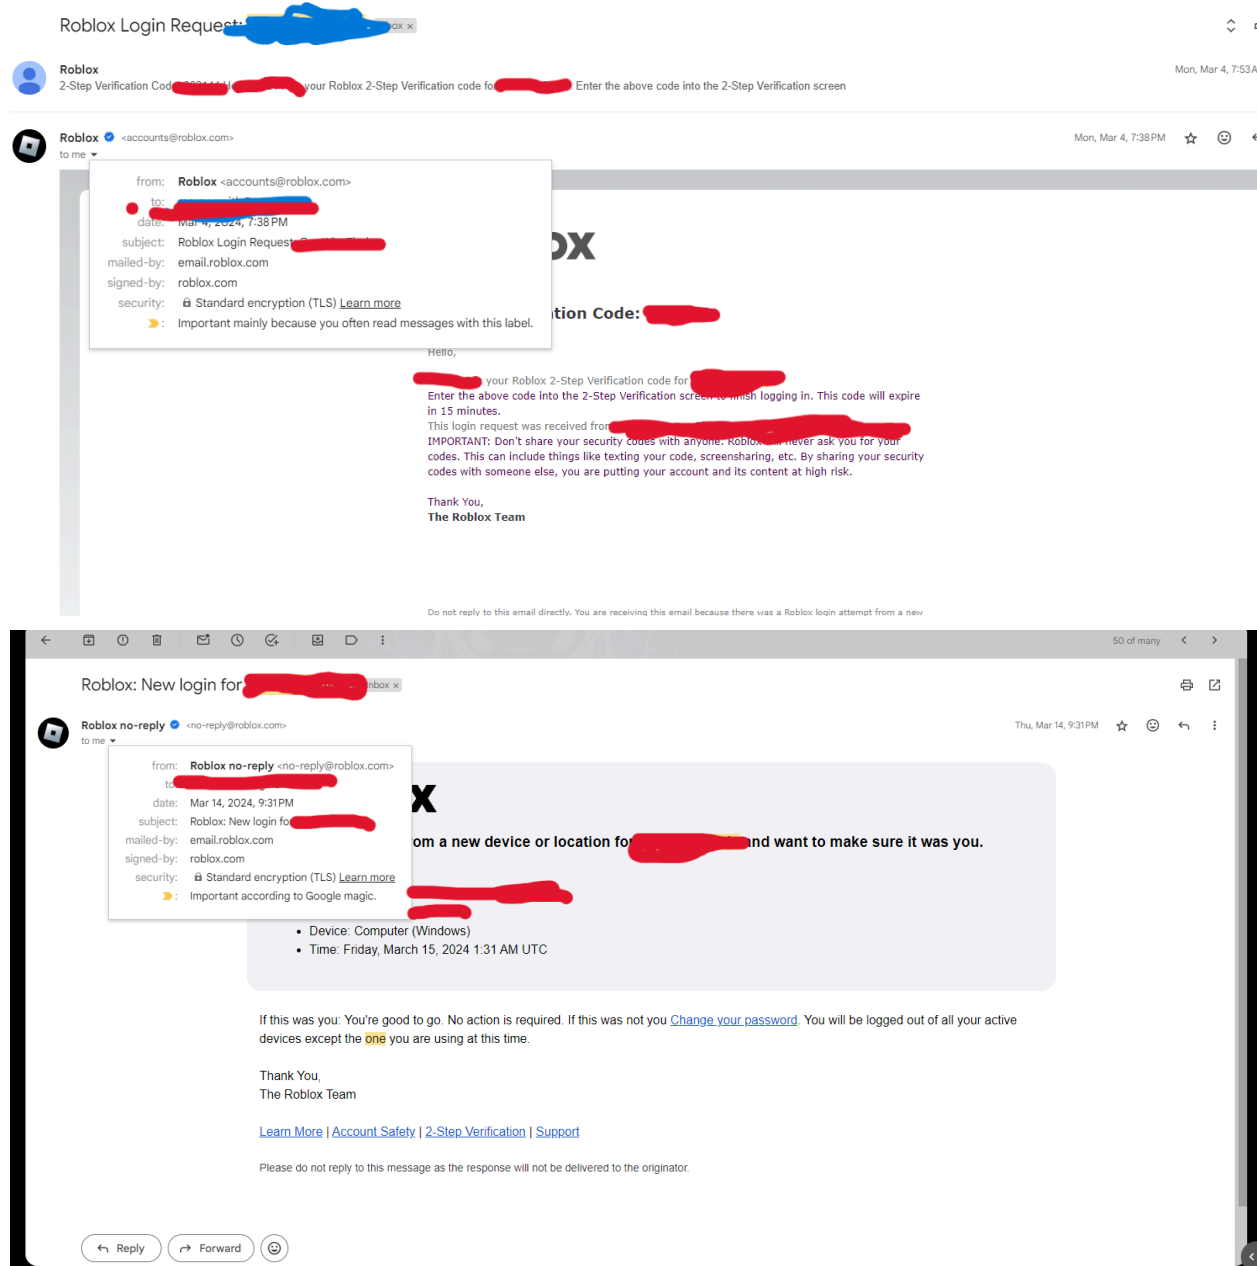 Roblox Login Request:
ox ×
Roblox
Mon, Mar 4, 7:53A
2-Step Verification Cod your Roblox 2-Step Verification code fo Enter the above code into the 2-Step Verification screen
Roblox <accounts@roblox.com>
Mon, Mar 4, 7:38 PM
to me
from: Roblox <accounts@roblox.com>
to:
date: Mar 4, 2024, 7:38 PM
subject: Roblox Login Request:
mailed-by: email.roblox.com
signed-by: roblox.com
security: Standard encryption (TLS) Learn more
: Important mainly because you often read messages with this label.
OX
tion Code:
Hello,
your Roblox 2-Step Verification code for
Enter the above code into the 2-Step Verification screen to finish logging in. This code will expire
in 15 minutes.
This login request was received from
IMPORTANT: Don't share your security codes with anyone. Roblox will never ask you for your
codes. This can include things like texting your code, screensharing, etc. By sharing your security
codes with someone else, you are putting your account and its content at high risk.
Thank You,
The Roblox Team
Do not reply to this email directly. You are receiving this email because there was a Roblox login attempt from a new
50 of many
Roblox: New login for
nbox ×
Roblox no-reply <no-reply@roblox.com>
Thu, Mar 14, 9:31 PM
to me
from: Roblox no-reply <no-reply@roblox.com>
to
date: Mar 14, 2024, 9:31 PM
subject: Roblox: New login fo
mailed-by: email.roblox.com
signed-by: roblox.com
security: Standard encryption (TLS) Learn more
: Important according to Google magic.
X
om a new device or location fo and want to make sure it was you.
• Device: Computer (Windows)
• Time: Friday, March 15, 2024 1:31 AM UTC
If this was you: You're good to go. No action is required. If this was not you Change your password. You will be logged out of all your active
devices except the one you are using at this time.
Thank You,
The Roblox Team
Learn More | Account Safety | 2-Step Verification | Support
Please do not reply to this message as the response will not be delivered to the originator.
Reply
Forward